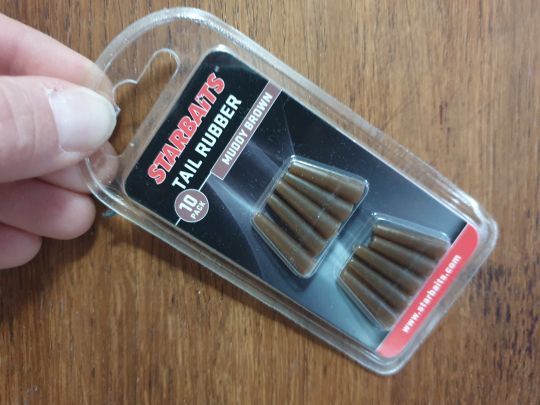 STARBAITS
TAIL RUBBER
10
PACK
MUDDY BROWN
www.starbaits.com